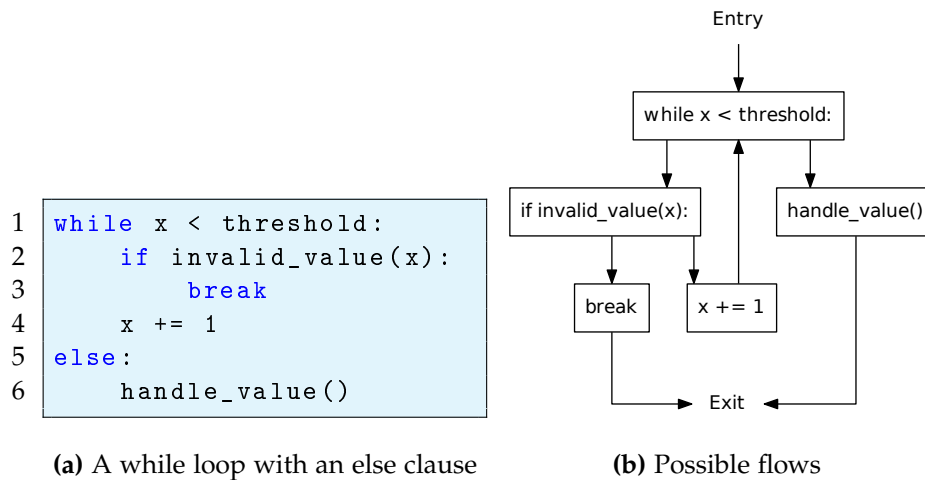 1 while x < threshold:
2     if invalid_value(x):
3         break
4     x += 1
5 else:
6     handle_value()
(a) A while loop with an else clause
Entry
while x < threshold:
if invalid_value(x):
handle_value()
break
x += 1
Exit
(b) Possible flows